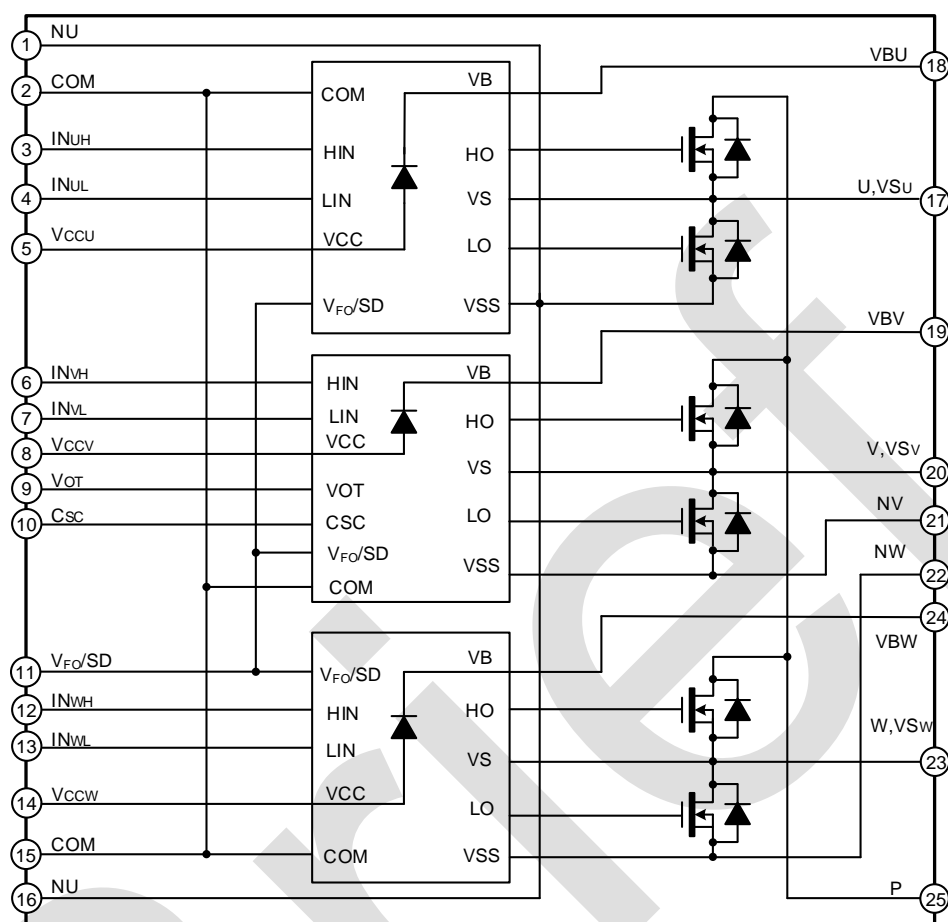 1 NU
2 COM
3 INUH
4 INUL
5 VCCU
6 INVH
7 INVL
8 VCCV
9 VOT
10 CSC
11 VFO/SD
12 INWH
13 INWL
14 VCCW
15 COM
16 NU
COM
HIN
LIN
VCC
VFO/SD
VB
HO
VS
LO
VSS
HIN
LIN
VCC
VOT
CSC
VFO/SD
COM
VB
HO
VS
LO
VSS
VFO/SD
HIN
LIN
VCC
COM
VB
HO
VS
LO
VSS
VBU 18
U,VSU 17
VBV 19
V,VSV 20
NV 21
NW 22
24
VBW
W,VSW 23
P 25
rief